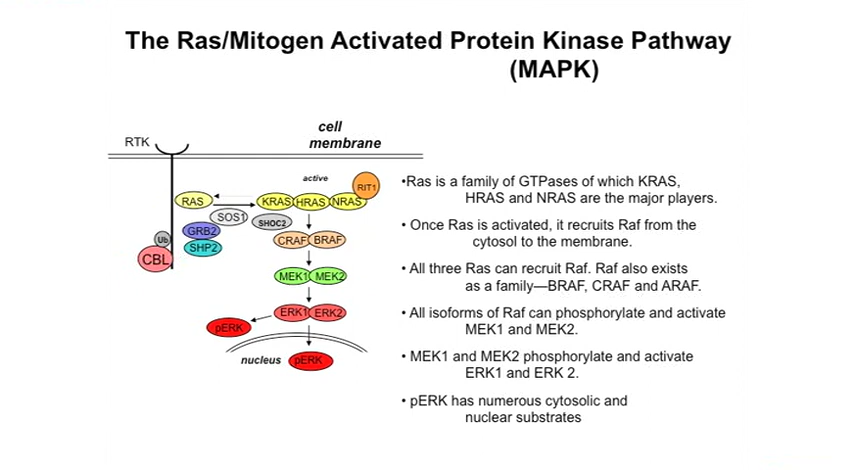 The Ras/Mitogen Activated Protein Kinase Pathway
(MAPK)
cell
membrane
RTK
active
RIT1
RAS
KRAS HRAS NRAS
SOS1
SHOC2
GRB2
Ub
SHP2
CRAF BRAF
CBL
MEK1 MEK2
ERK1 ERK2
pERK
nucleus
pERK
•Ras is a family of GTPases of which KRAS,
HRAS and NRAS are the major players.
• Once Ras is activated, it recruits Raf from the
cytosol to the membrane.
• All three Ras can recruit Raf. Raf also exists
as a family—BRAF, CRAF and ARAF.
• All isoforms of Raf can phosphorylate and activate
MEK1 and MEK2.
• MEK1 and MEK2 phosphorylate and activate
ERK1 and ERK 2.
• pERK has numerous cytosolic and
nuclear substrates